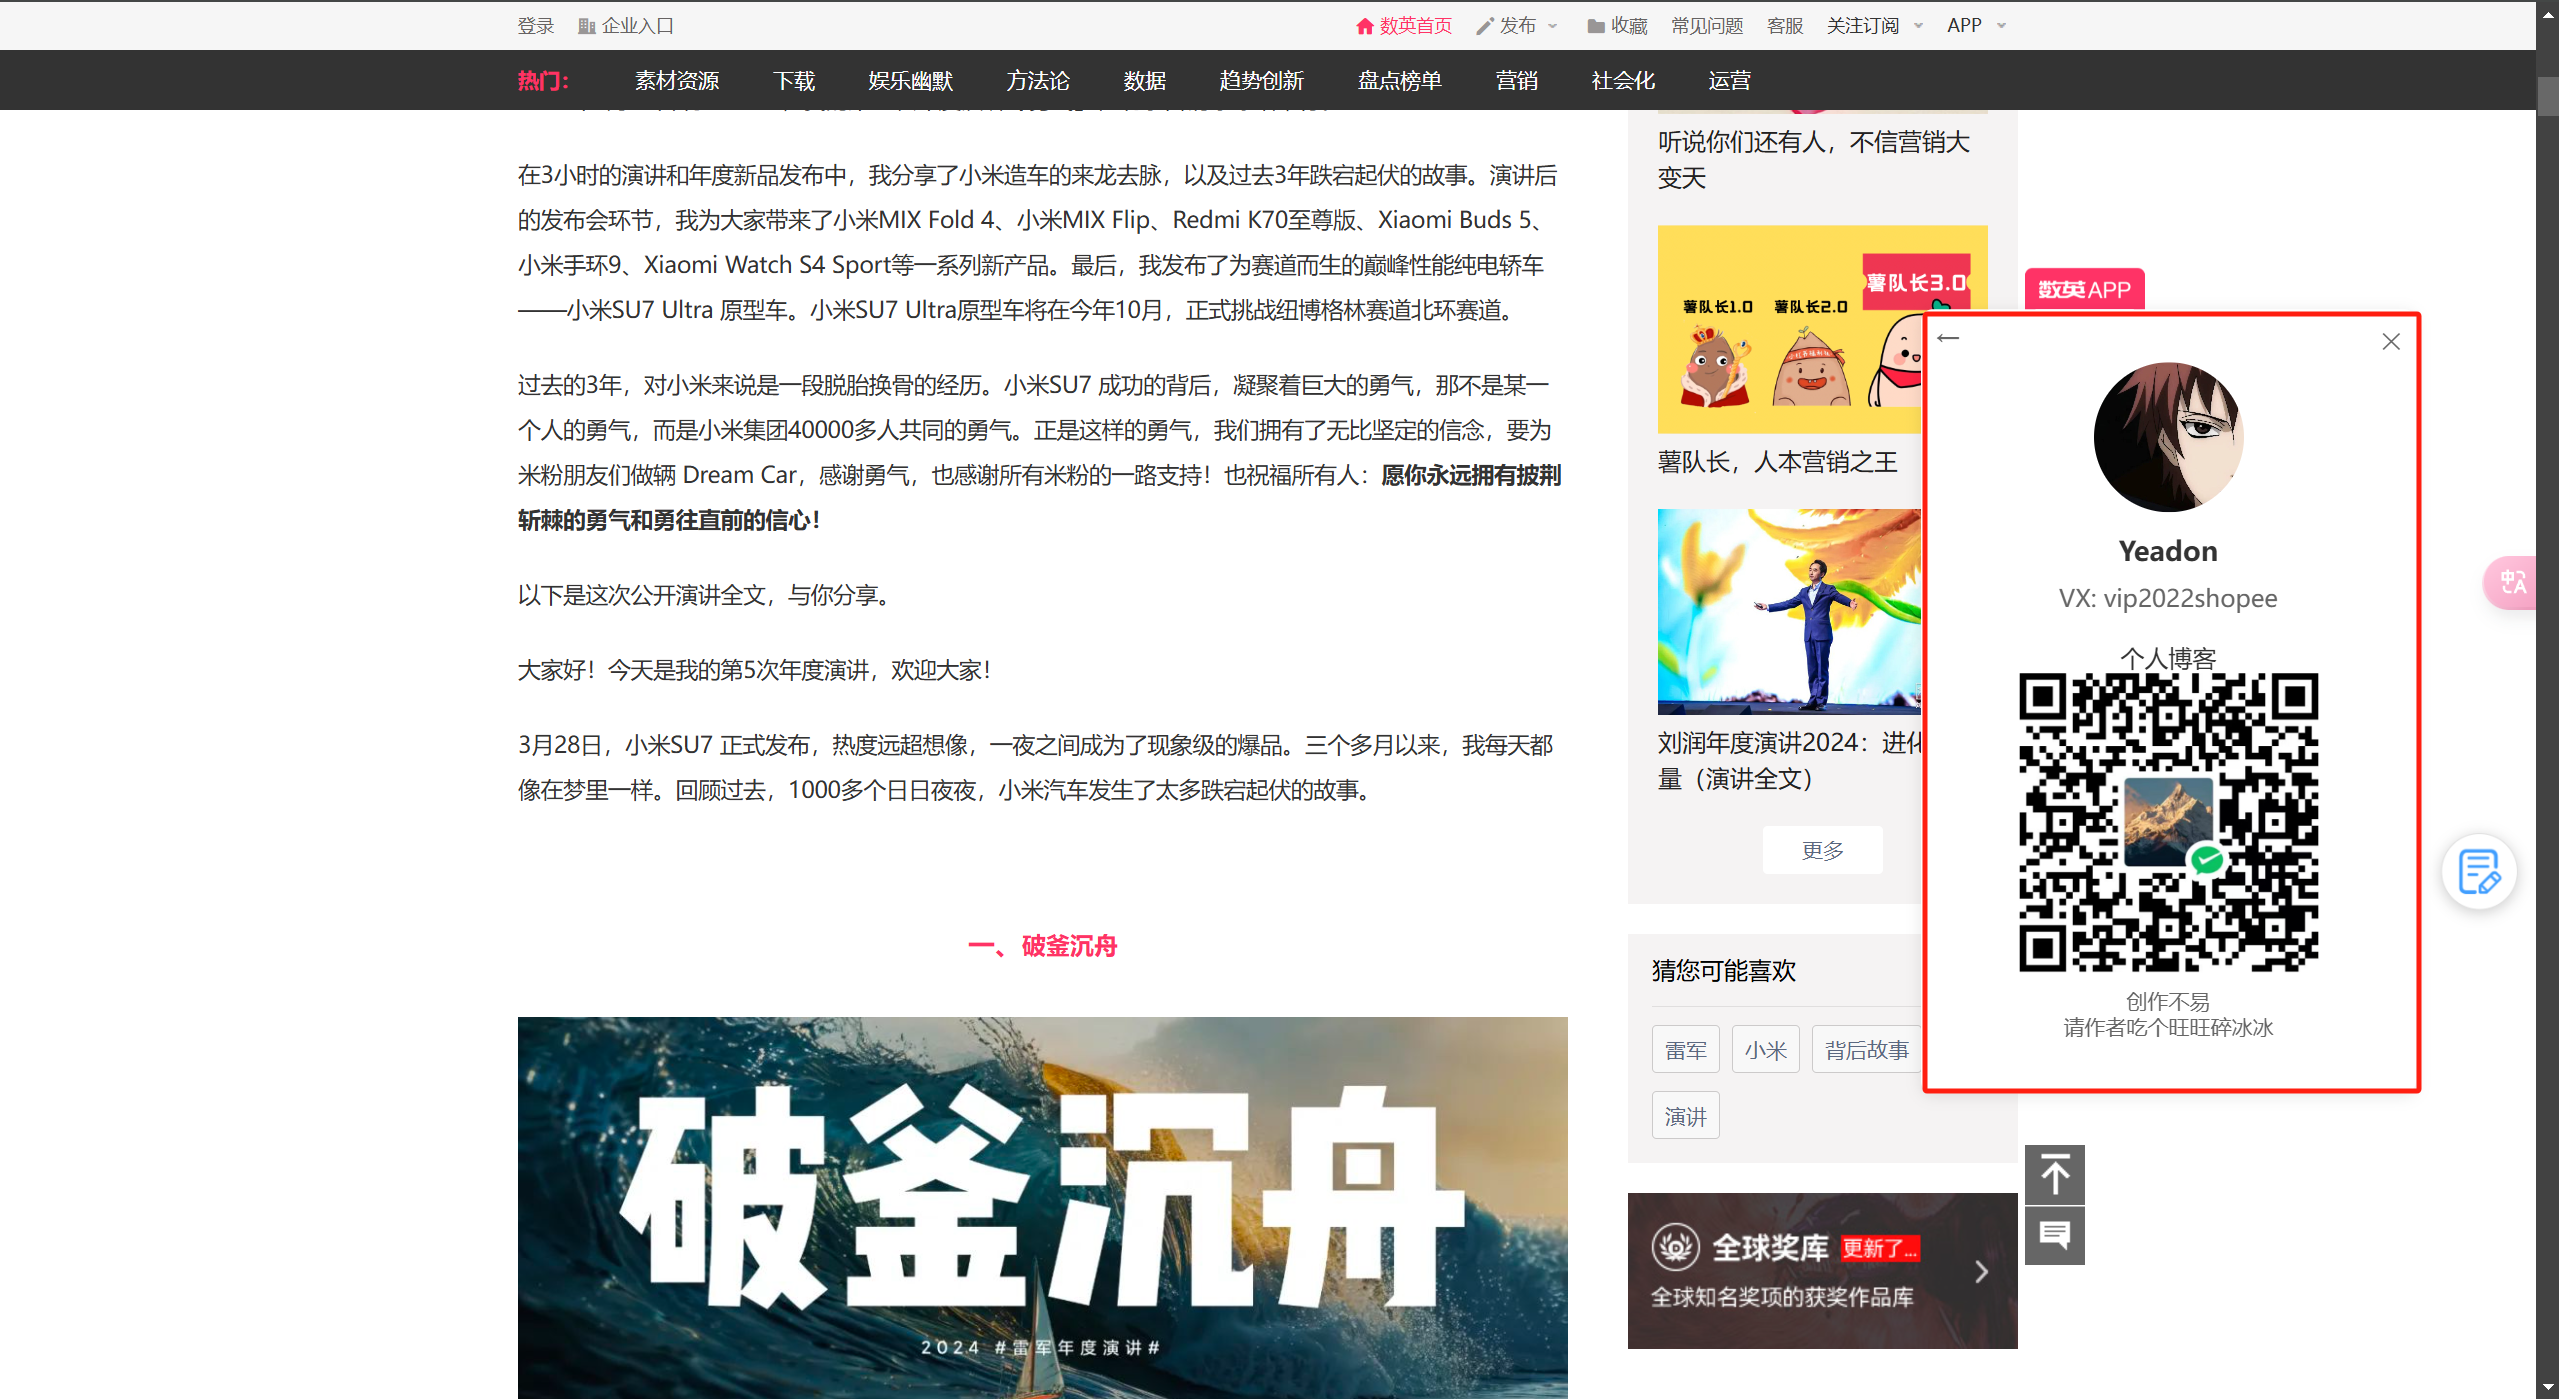 登录
企业入口
数英首页
发布
收藏
常见问题
客服
关注订阅
APP
热门：
素材资源
下载
娱乐幽默
方法论
数据
趋势创新
盘点榜单
营销
社会化
运营
在3小时的演讲和年度新品发布中，我分享了小米造车的来龙去脉，以及过去3年跌宕起伏的故事。演讲后
的发布会环节，我为大家带来了小米MIX Fold 4、小米MIX Flip、Redmi K70至尊版、Xiaomi Buds 5、
小米手环9、Xiaomi Watch S4 Sport等一系列新产品。最后，我发布了为赛道而生的巅峰性能纯电轿车
——小米SU7 Ultra 原型车。小米SU7 Ultra原型车将在今年10月，正式挑战纽博格林赛道北环赛道。
过去的3年，对小米来说是一段脱胎换骨的经历。小米SU7 成功的背后，凝聚着巨大的勇气，那不是某一
个人的勇气，而是小米集团40000多人共同的勇气。正是这样的勇气，我们拥有了无比坚定的信念，要为
米粉朋友们做辆 Dream Car，感谢勇气，也感谢所有米粉的一路支持！也祝福所有人：愿你永远拥有披荆
斩棘的勇气和勇往直前的信心！
以下是这次公开演讲全文，与你分享。
大家好！今天是我的第5次年度演讲，欢迎大家！
3月28日，小米SU7 正式发布，热度远超想像，一夜之间成为了现象级的爆品。三个多月以来，我每天都
像在梦里一样。回顾过去，1000多个日日夜夜，小米汽车发生了太多跌宕起伏的故事。
一、破釜沉舟
破釜沉舟
2024 #雷军年度演讲#
听说你们还有人，不信营销大
变天
薯队长1.0
薯队长2.0
薯队长3.0
薯队长，人本营销之王
刘润年度演讲2024：进化
量（演讲全文）
更多
猜您可能喜欢
雷军
小米
背后故事
演讲
全球奖库
更新了...
全球知名奖项的获奖作品库
数英APP
Yeadon
VX: vip2022shopee
个人博客
创作不易
请作者吃个旺旺碎冰冰
中A